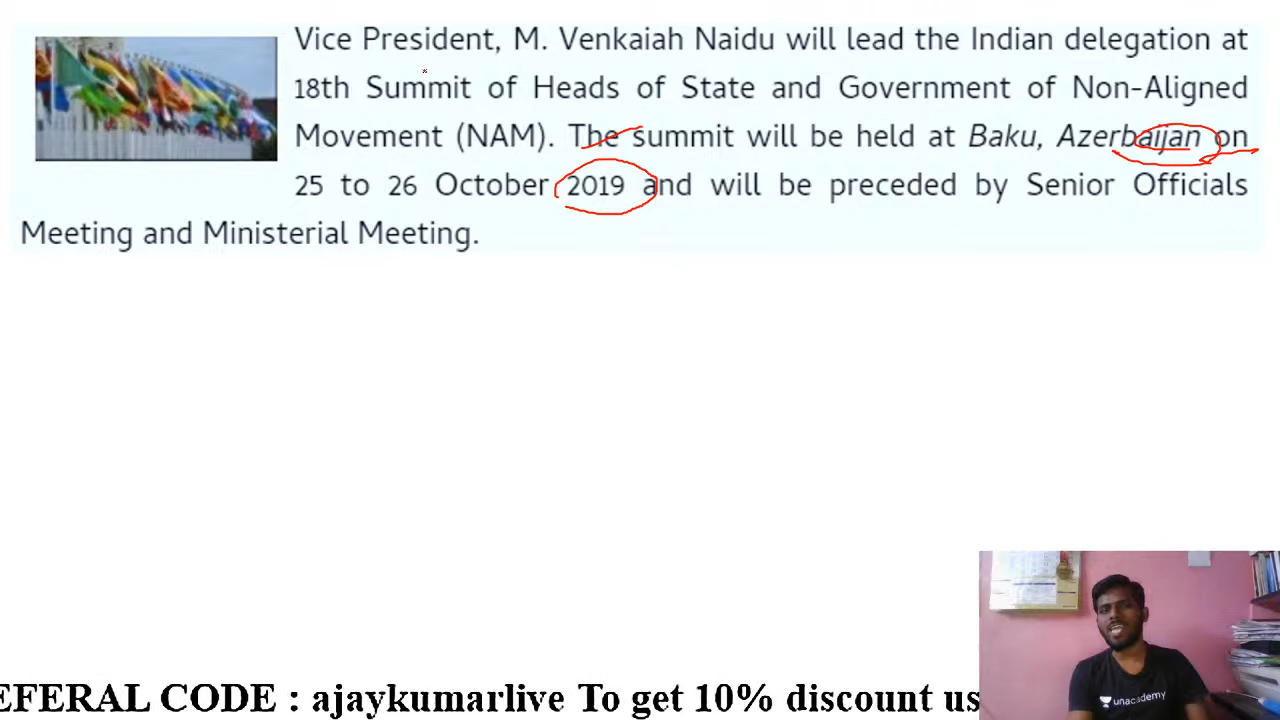 Vice President, M. Venkaiah Naidu will lead the Indian delegation at
18th Summit of Heads of State and Government of Non-Aligned
Movement (NAM). The summit will be held at Baku, Azerbaijan on
25 to 26 October 2019 and will be preceded by Senior Officials
Meeting and Ministerial Meeting.
unacademy
EFERAL CODE : ajaykumarlive To get 10% discount us